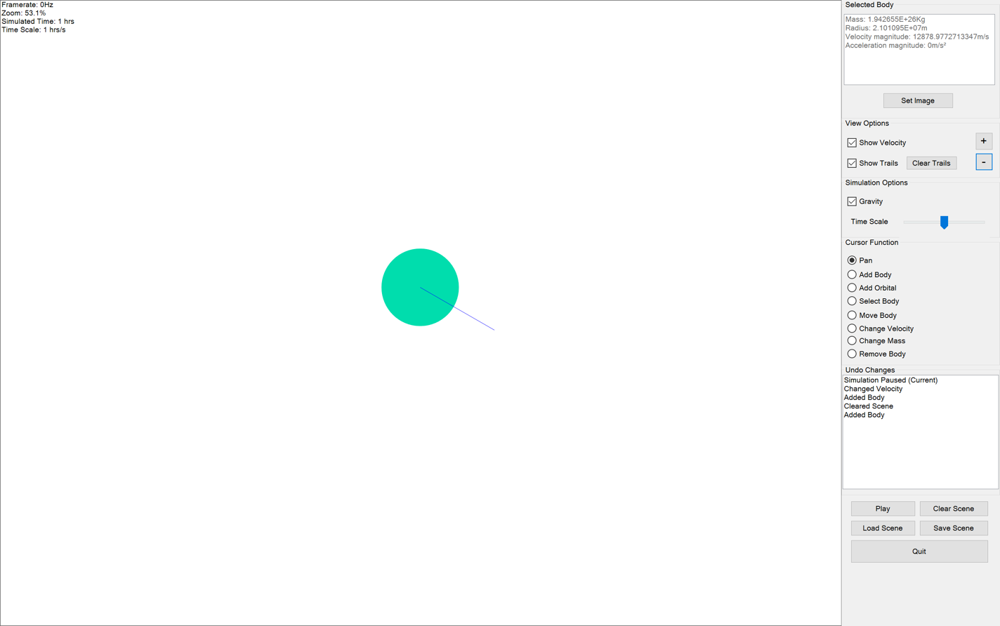 Framerate: 0Hz
Zoom: 53.1%
Simulated Time: 1 hrs
Time Scale: 1 hrs/s
Selected Body
Mass: 1.942655E+26Kg
Radius: 2.101095E+07m
Velocity magnitude: 12878.9772713347m/s
Acceleration magnitude: 0m/s²
Set Image
View Options
Show Velocity
+
Show Trails
Clear Trails
-
Simulation Options
Gravity
Time Scale
Cursor Function
Pan
Add Body
Add Orbital
Select Body
Move Body
Change Velocity
Change Mass
Remove Body
Undo Changes
Simulation Paused (Current)
Changed Velocity
Added Body
Cleared Scene
Added Body
Play
Clear Scene
Load Scene
Save Scene
Quit